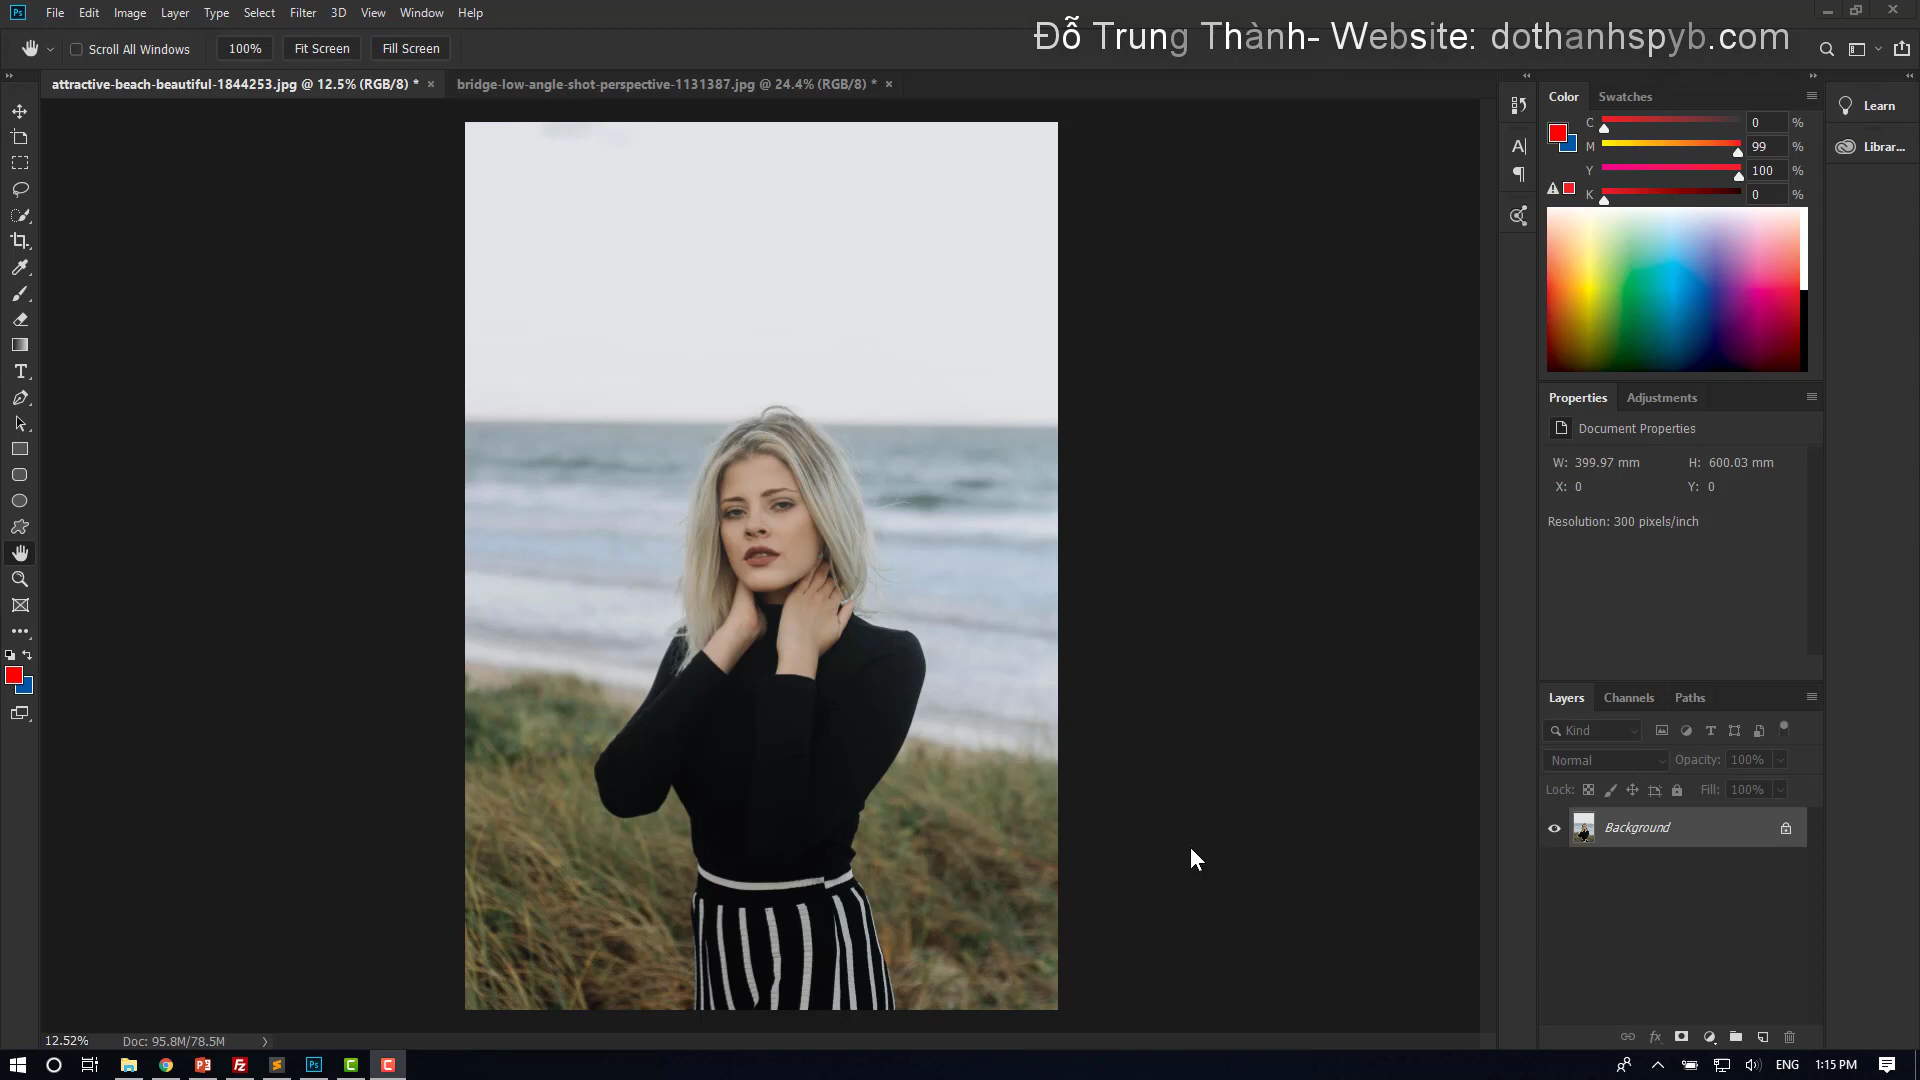 Ps File Edit Image Layer Type Select Filter 3D View Window Help
Đỗ Trung Thành- Website: dothanhspyb.com
Scroll All Windows 100% Fit Screen Fill Screen
attractive-beach-beautiful-1844253.jpg @ 12.5% (RGB/8) * × bridge-low-angle-shot-perspective-1131387.jpg @ 24.4% (RGB/8) * ×
Color Swatches
Learn
C 0 %
M 99 %
Librar...
Y 100 %
K 0 %
Properties Adjustments
Document Properties
W: 399.97 mm H: 600.03 mm
X: 0 Y: 0
Resolution: 300 pixels/inch
Layers Channels Paths
Kind
Normal Opacity: 100%
Lock: Fill: 100%
Background
fx
12.52% Doc: 95.8M/78.5M
ENG 1:15 PM